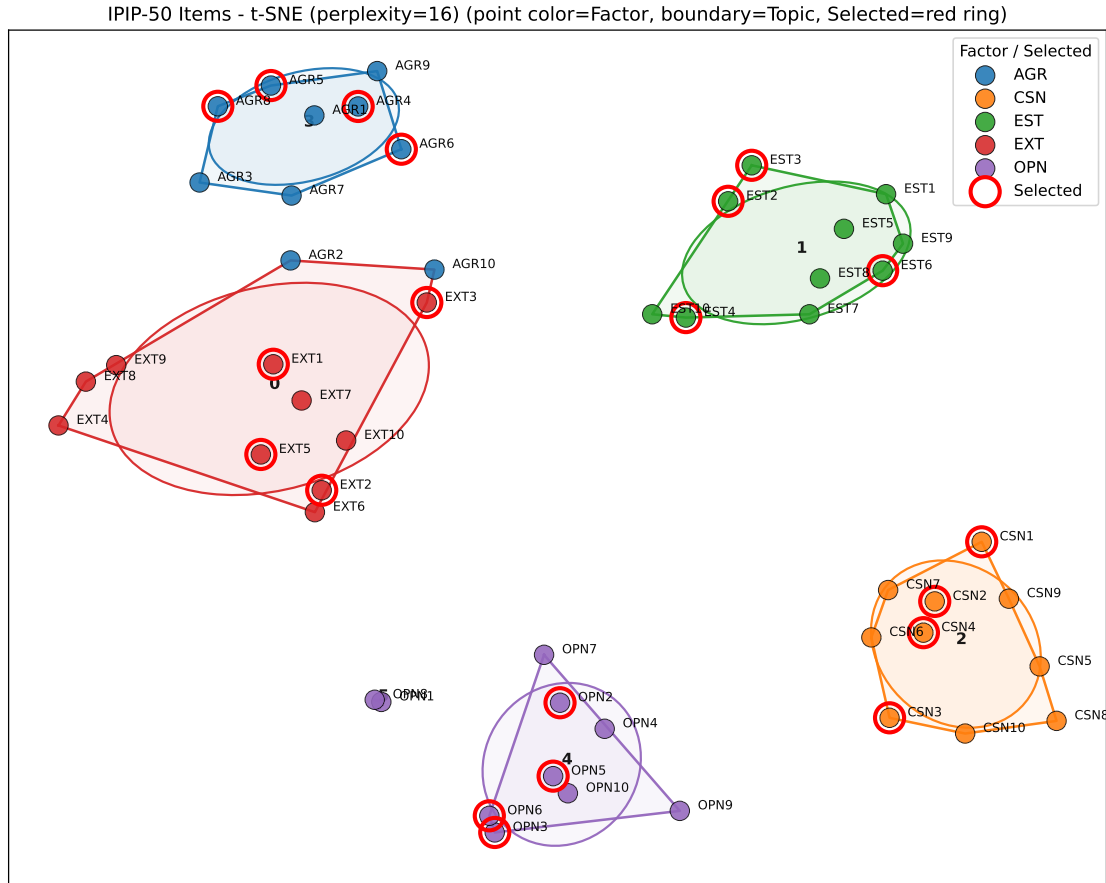 IPIP-50 Items - t-SNE (perplexity=16) (point color=Factor, boundary=Topic, Selected=red ring)
Factor / Selected
AGR
CSN
EST
EXT
OPN
Selected
AGR9
AGR5
AGR8
AGR1
AGR4
3
AGR6
AGR3
AGR7
EST3
EST2
EST1
EST5
EST9
1
EST6
EST8
EST10
EST4
EST7
AGR2
AGR10
EXT3
EXT9
EXT1
EXT8
0
EXT7
EXT4
EXT10
EXT5
EXT2
EXT6
CSN1
CSN7
CSN2
CSN9
CSN6
CSN4
2
CSN5
CSN3
CSN10
CSN8
OPN7
5
OPN8
OPN1
OPN2
OPN4
4
OPN5
OPN10
OPN9
OPN6
OPN3